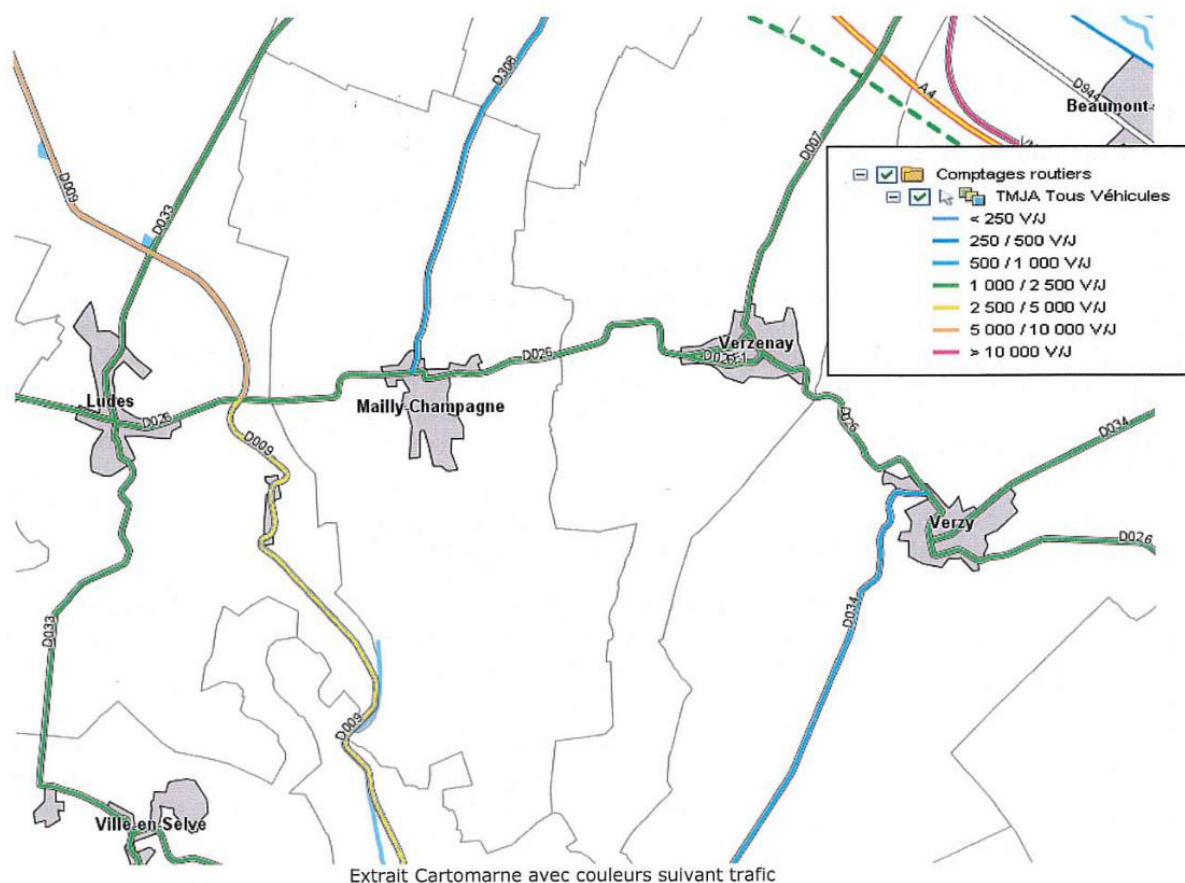 D308
A4
D944
Beaumont-
D009
D033
D007
Comptages routiers
TMJA Tous Véhicules
< 250 V/J
250 / 500 V/J
500 / 1 000 V/J
1 000 / 2 500 V/J
2 500 / 5 000 V/J
5 000 / 10 000 V/J
> 10 000 V/J
Verzenay
D026
Ludes
D026
Mailly-Champagne
D026
D009
D034
Verzy
D026
D034
D033
D009
Ville-en-Selve
Extrait Cartomarne avec couleurs suivant trafic